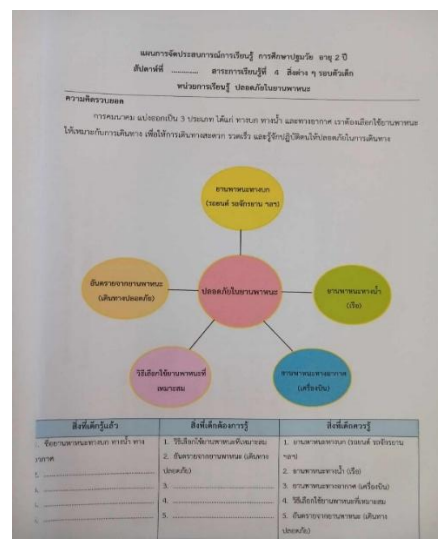 แผนการจัดประสบการณ์การเรียนรู้ การศึกษาปฐมวัย อายุ 2 ปี
สัปดาห์ที่ ............ สาระการเรียนรู้ที่ 4 สิ่งต่าง ๆ รอบตัวเด็ก
หน่วยการเรียนรู้ ปลอดภัยในยานพาหนะ
ความคิดรวบยอด
การคมนาคม แบ่งออกเป็น 3 ประเภท ได้แก่ ทางบก ทางน้ำ และทางอากาศ เราต้องเลือกใช้ยานพาหนะ
ให้เหมาะกับการเดินทาง เพื่อให้การเดินทางสะดวก รวดเร็ว และรู้จักปฏิบัติตนให้ปลอดภัยในการเดินทาง
ยานพาหนะทางบก
(รถยนต์ รถจักรยาน ฯลฯ)
อันตรายจากยานพาหนะ
(เดินทางปลอดภัย)
ปลอดภัยในยานพาหนะ
ยานพาหนะทางน้ำ
(เรือ)
วิธีเลือกใช้ยานพาหนะที่
เหมาะสม
ยานพาหนะทางอากาศ
(เครื่องบิน)
สิ่งที่เด็กรู้แล้ว
1. ชื่อยานพาหนะทางบก ทางน้ำ ทาง
อากาศ
สิ่งที่เด็กต้องการรู้
1. วิธีเลือกใช้ยานพาหนะที่เหมาะสม
2. อันตรายจากยานพาหนะ (เดินทาง
ปลอดภัย)
3. ............
4. ............
5. ............
สิ่งที่เด็กควรรู้
1. ยานพาหนะทางบก (รถยนต์ รถจักรยาน
ฯลฯ)
2. ยานพาหนะทางน้ำ (เรือ)
3. ยานพาหนะทางอากาศ (เครื่องบิน)
4. วิธีเลือกใช้ยานพาหนะที่เหมาะสม
5. อันตรายจากยานพาหนะ (เดินทาง
ปลอดภัย)